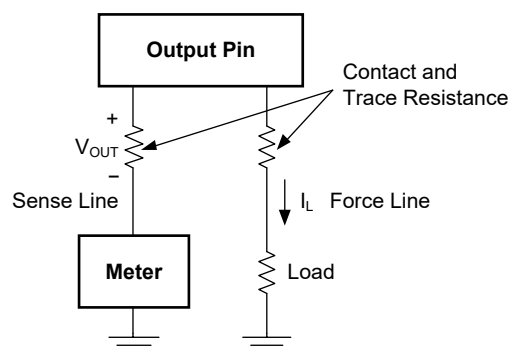 Output Pin
Contact and
Trace Resistance
+
VOUT
−
Sense Line
IL Force Line
Meter
Load